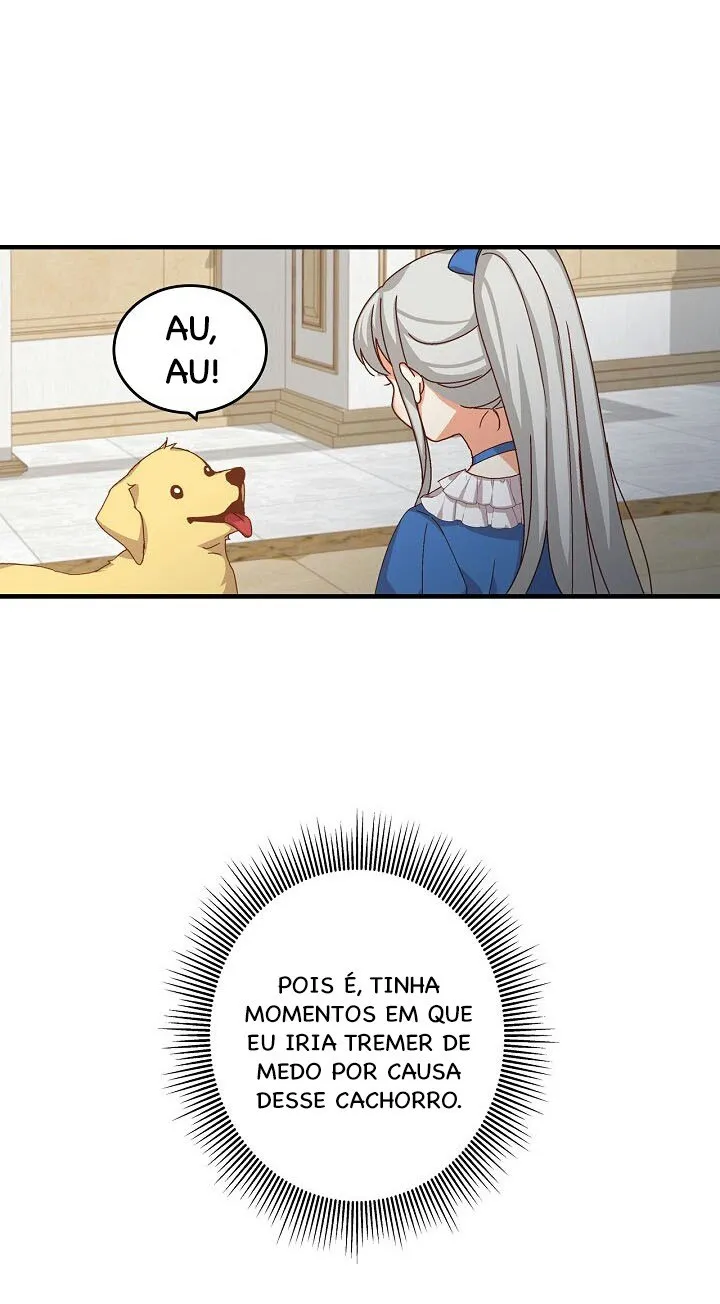 AU,
AU!
POIS É, TINHA
MOMENTOS EM QUE
EU IRIA TREMER DE
MEDO POR CAUSA
DESSE CACHORRO.